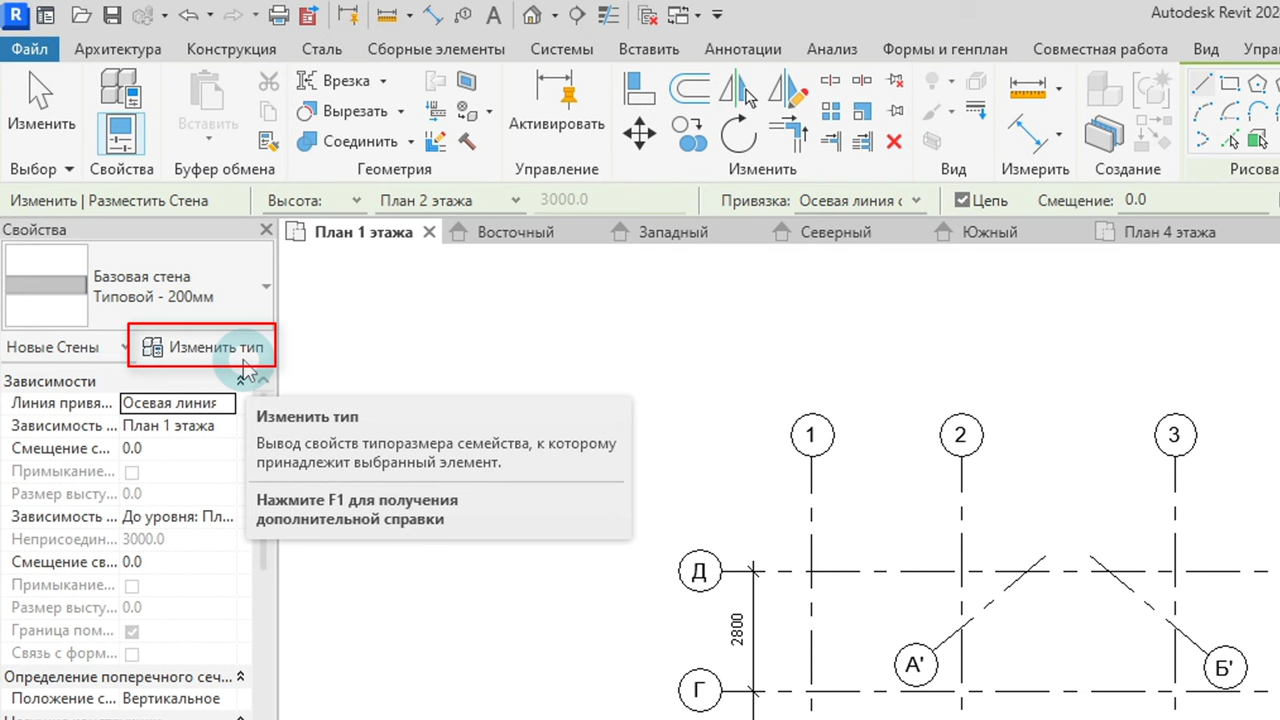 R
A
Autodesk Revit 202
Файл Архитектура Конструкция Сталь Сборные элементы Системы Вставить Аннотации Анализ Формы и генплан Совместная работа Вид Упра
Изменить
Вставить
Врезка
Вырезать
Соединить
Активировать
Выбор Свойства Буфер обмена Геометрия Управление Изменить Вид Измерить Создание Рисова
Изменить | Разместить Стена Высота: План 2 этажа 3000.0 Привязка: Осевая линия с Цепь Смещение: 0.0
Свойства
План 1 этажа Восточный Западный Северный Южный План 4 этажа
Базовая стена
Типовой - 200мм
Новые Стены Изменить тип
Зависимости
Линия привя... Осевая линия
Зависимость ... План 1 этажа
Смещение с... 0.0
Примыкание...
Размер высту... 0.0
Зависимость ... До уровня: Пл...
Неприсоедин... 3000.0
Смещение св... 0.0
Примыкание...
Размер высту... 0.0
Граница пом...
Связь с форм...
Определение поперечного сеч...
Положение с... Вертикальное
Изменить тип
Вывод свойств типоразмера семейства, к которому
принадлежит выбранный элемент.
Нажмите F1 для получения
дополнительной справки
1 2 3
Д
2800
А' Б'
Г